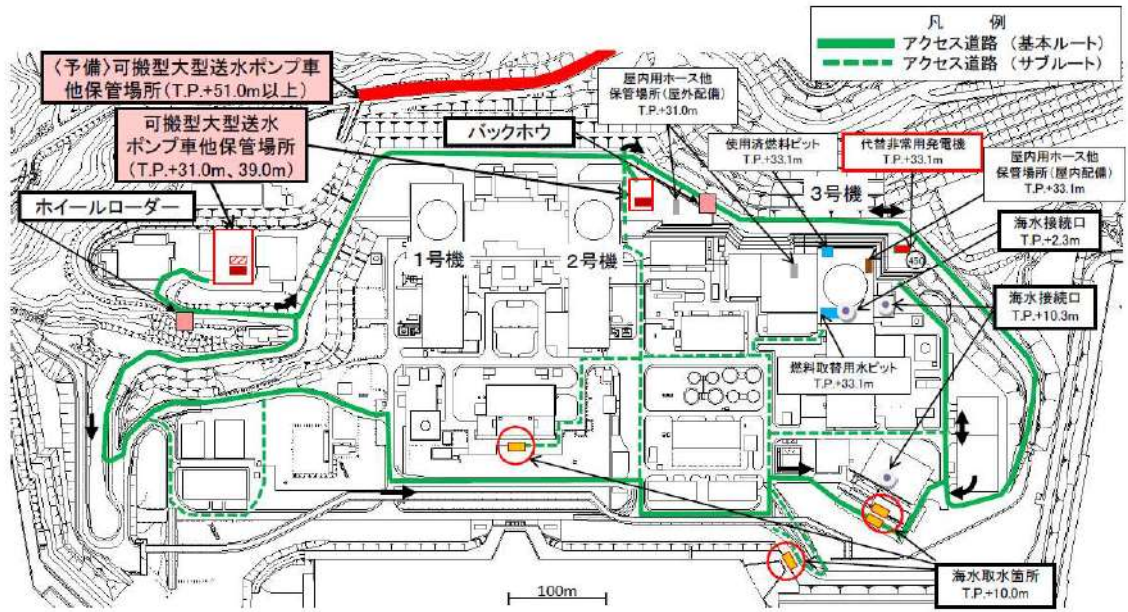 凡 例
アクセス道路（基本ルート）
アクセス道路（サブルート）
〈予備〉可搬型大型送水ポンプ車
他保管場所(T.P.+51.0m以上)
可搬型大型送水
ポンプ車他保管場所
(T.P.+31.0m、39.0m)
ホイールローダー
バックホウ
屋内用ホース他
保管場所(屋外配備)
T.P.+31.0m
使用済燃料ピット
T.P.+33.1m
代替非常用発電機
T.P.+33.1m
屋内用ホース他
保管場所(屋内配備)
T.P.+33.1m
海水接続口
T.P.+2.3m
海水接続口
T.P.+10.3m
1号機
2号機
3号機
450
燃料取替用水ピット
T.P.+33.1m
海水取水箇所
T.P.+10.0m
100m